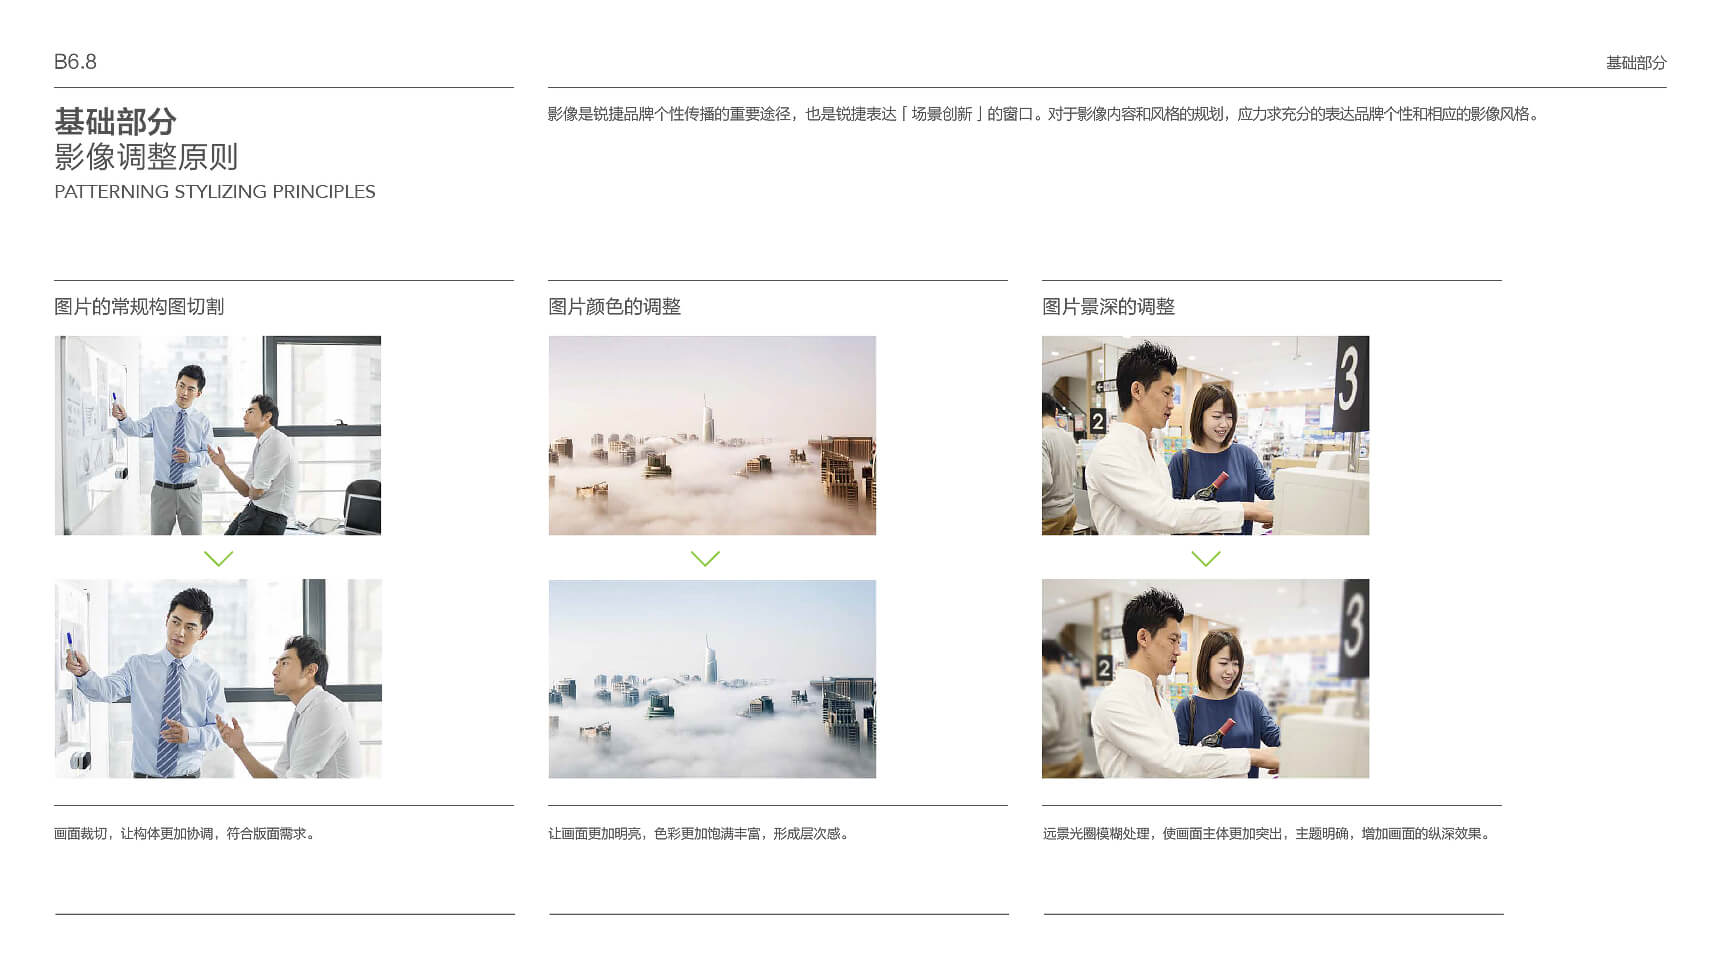 B6.8
基础部分
基础部分
影像调整原则
PATTERNING STYLIZING PRINCIPLES
影像是锐捷品牌个性传播的重要途径，也是锐捷表达「场景创新」的窗口。对于影像内容和风格的规划，应力求充分的表达品牌个性和相应的影像风格。
图片的常规构图切割
图片颜色的调整
图片景深的调整
2
3
2
3
画面裁切，让构体更加协调，符合版面需求。
让画面更加明亮，色彩更加饱满丰富，形成层次感。
远景光圈模糊处理，使画面主体更加突出，主题明确，增加画面的纵深效果。